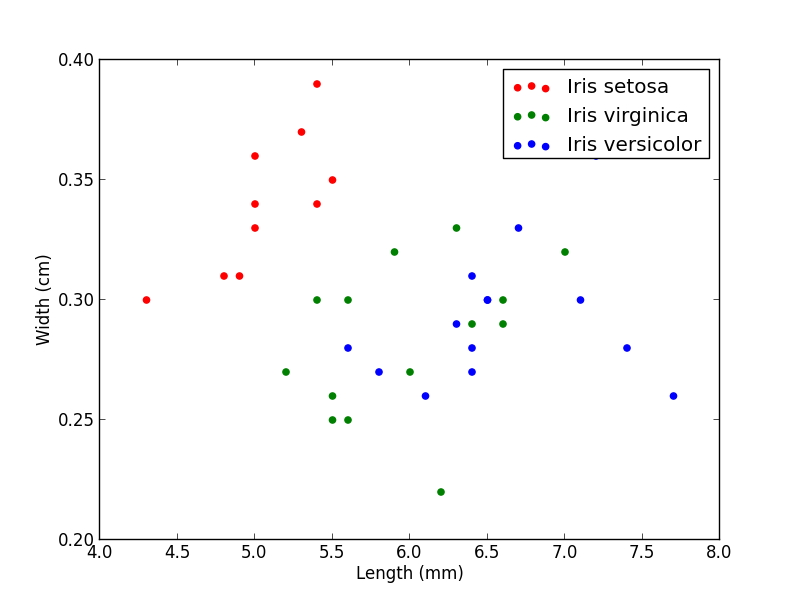 0.40
Iris setosa
Iris virginica
Iris versicolor
0.35
0.30
Width (cm)
0.25
0.20
4.0 4.5 5.0 5.5 6.0 6.5 7.0 7.5 8.0
Length (mm)